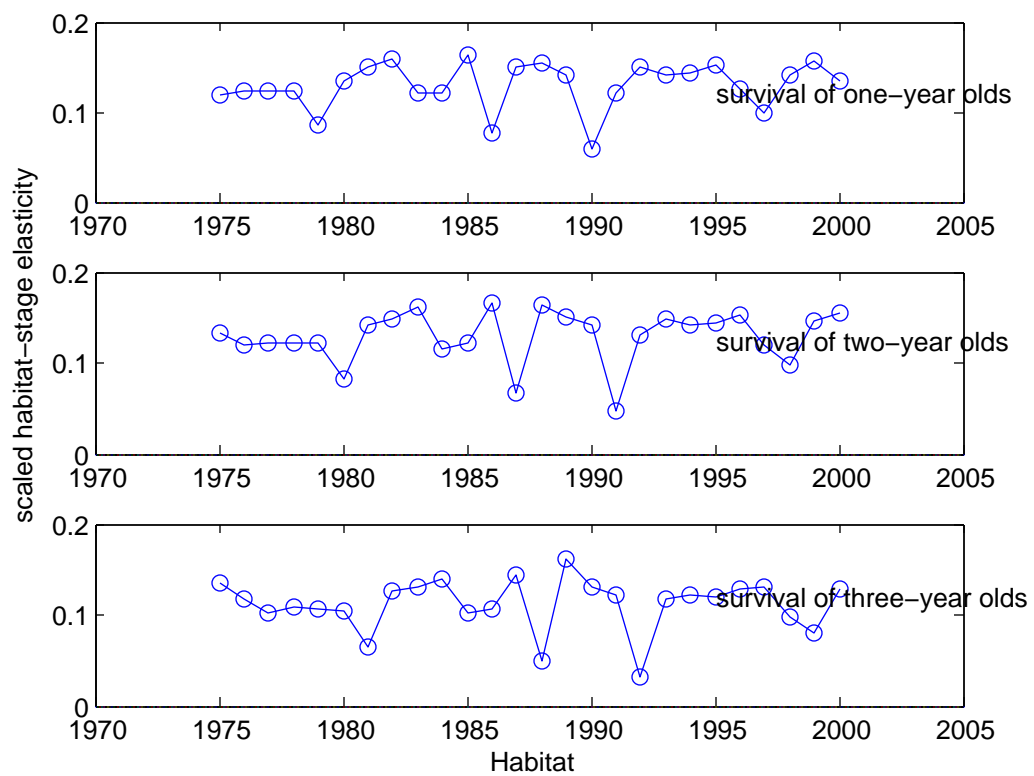 0.2
0.1
0
survival of one−year olds
1970 1975 1980 1985 1990 1995 2000 2005
scaled habitat−stage elasticity
0.2
0.1
0
survival of two−year olds
1970 1975 1980 1985 1990 1995 2000 2005
0.2
0.1
0
survival of three−year olds
1970 1975 1980 1985 1990 1995 2000 2005
Habitat